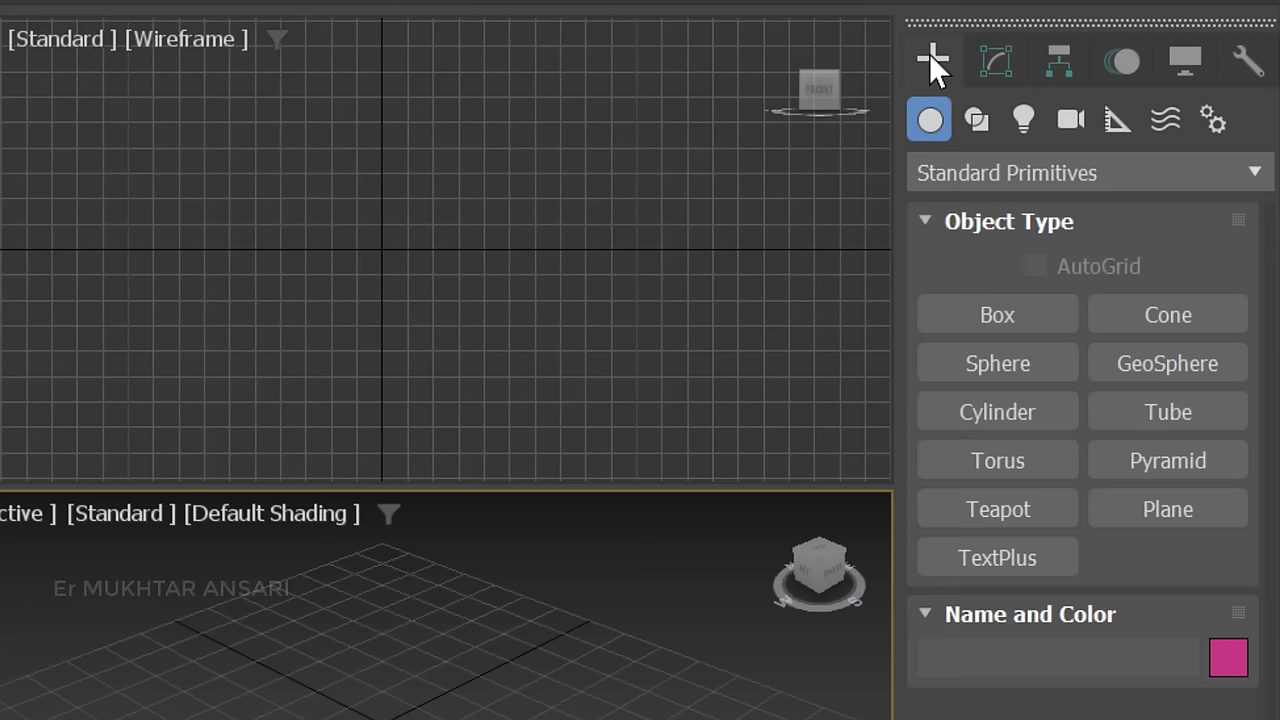 [Standard ] [Wireframe ]
FRONT
Standard Primitives
Object Type
AutoGrid
Box
Cone
Sphere
GeoSphere
Cylinder
Tube
Torus
Pyramid
Teapot
Plane
TextPlus
Name and Color
ctive ] [Standard ] [Default Shading ]
W
S
Er MUKHTAR ANSARI